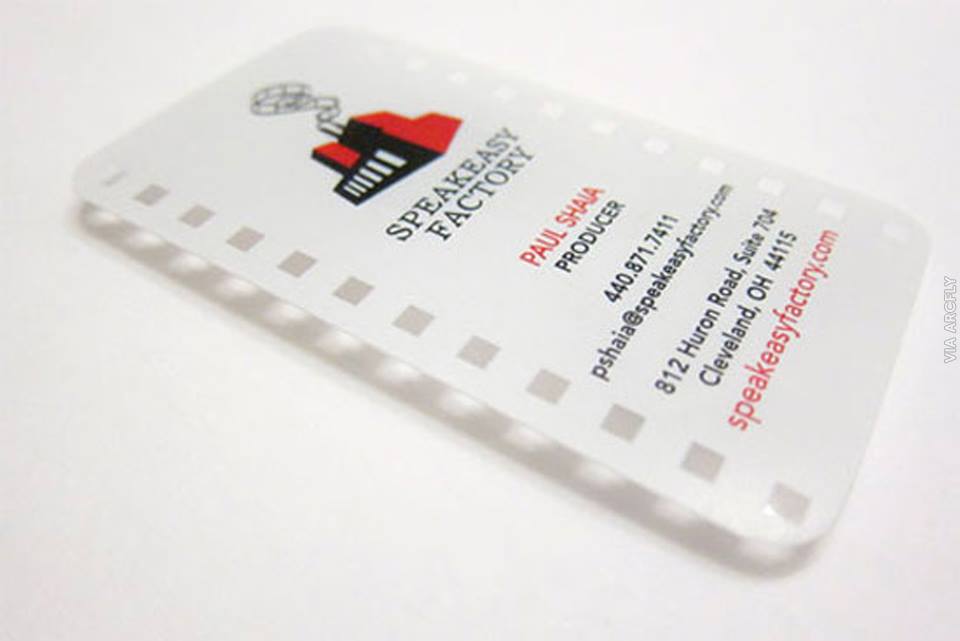 SPEAKEASY
FACTORY
PAUL SHAIA
PRODUCER
440.871.7411
pshaia@speakeasyfactory.com
812 Huron Road, Suite 704
Cleveland, OH 44115
speakeasyfactory.com
VIA ARCFLY